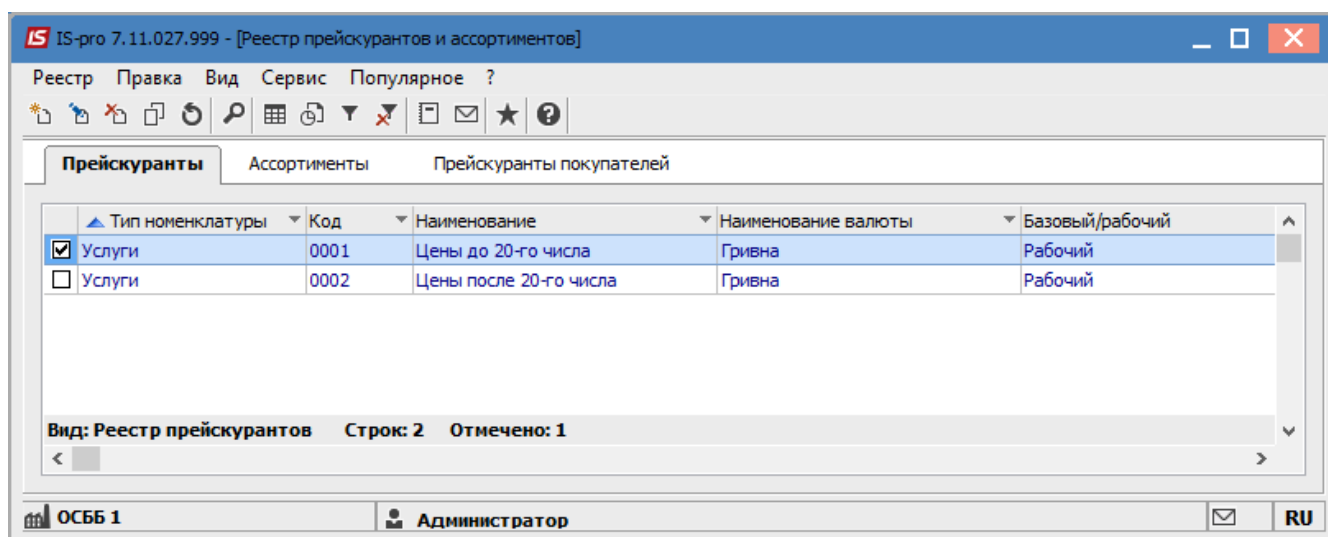 IS IS-pro 7.11.027.999 - [Реестр прейскурантов и ассортиментов]
Реестр Правка Вид Сервис Популярное ?
Прейскуранты Ассортименты Прейскуранты покупателей
Тип номенклатуры Код Наименование Наименование валюты Базовый/рабочий
Услуги 0001 Цены до 20-го числа Гривна Рабочий
Услуги 0002 Цены после 20-го числа Гривна Рабочий
Вид: Реестр прейскурантов Строк: 2 Отмечено: 1
ОСББ 1 Администратор RU